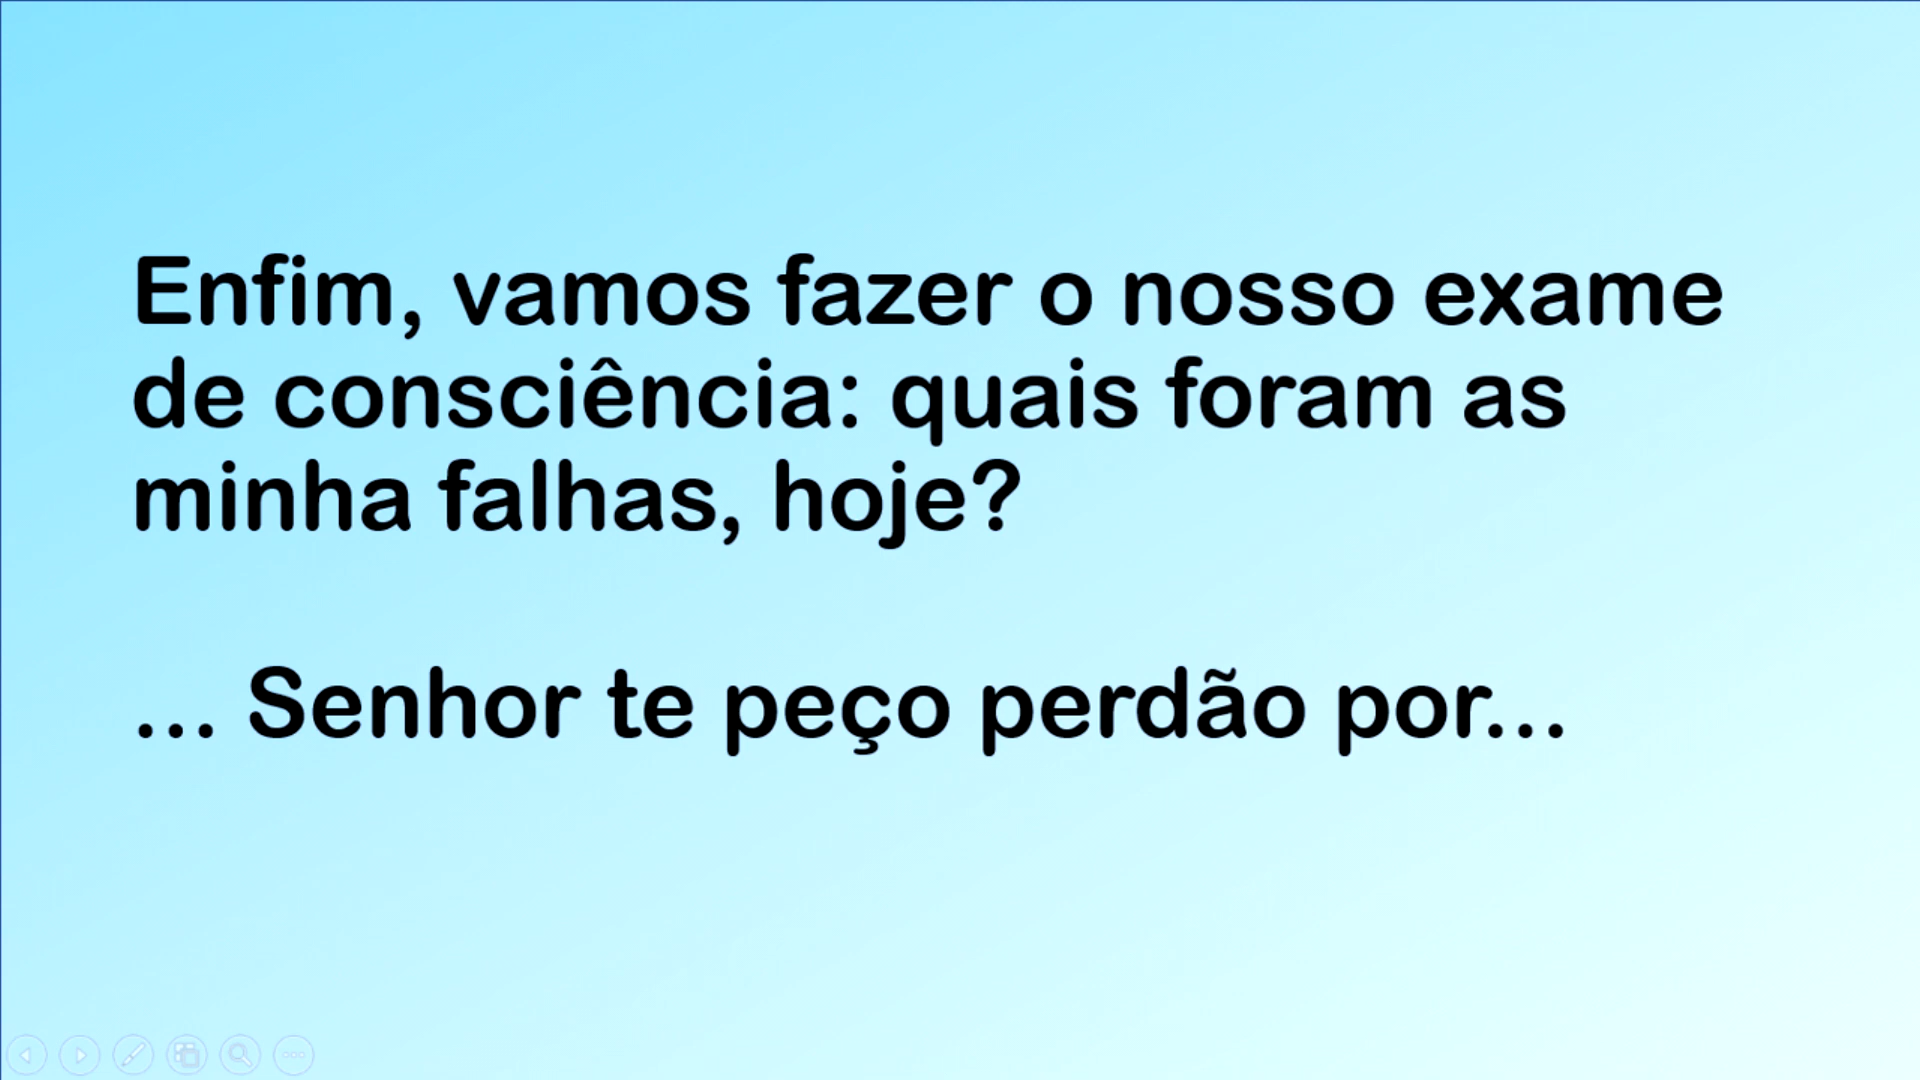 Enfim, vamos fazer o nosso exame
de consciência: quais foram as
minha falhas, hoje?
... Senhor te peço perdão por...